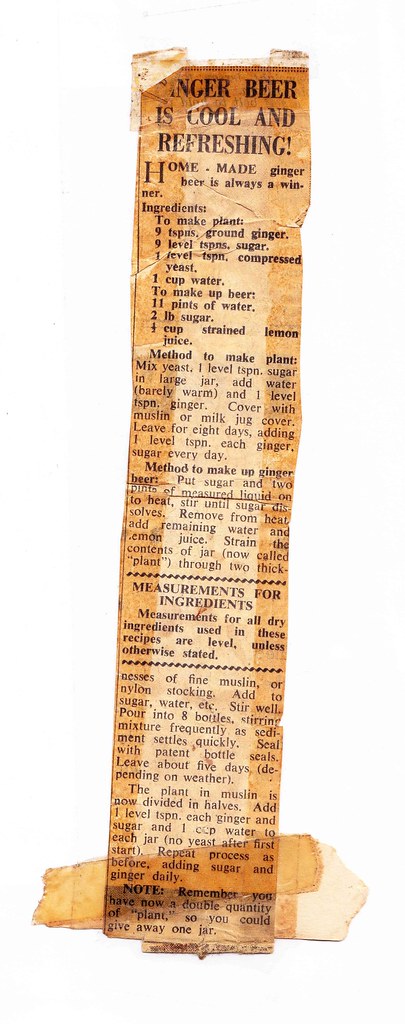 INGER BEER
IS COOL AND
REFRESHING!
HOME - MADE ginger
beer is always a win-
ner.
Ingredients:
To make plant:
9 tspns. ground ginger.
9 level tspns. sugar.
1 level tspn. compressed
yeast.
1 cup water.
To make up beer:
11 pints of water.
2 lb sugar.
cup strained lemon
juice.
Method to make plant:
Mix yeast, 1 level tspn. sugar
in large jar, add water
(barely warm) and 1 level
tspn. ginger. Cover with
muslin or milk jug cover.
Leave for eight days, adding
1 level tspn. each ginger,
sugar every day.
Method to make up ginger
beer: Put sugar and two
pints of measured liquid on
to heat, stir until sugar dis-
solves. Remove from heat,
add remaining water and
lemon juice. Strain the
contents of jar (now called
"plant") through two thick-
MEASUREMENTS FOR
INGREDIENTS
Measurements for all dry
ingredients used in these
recipes are level, unless
otherwise stated.
nesses of fine muslin, or
nylon stocking. Add to
sugar, water, etc. Stir well.
Pour into 8 bottles, stirring
mixture frequently as sedi-
ment settles quickly. Seal
with patent bottle seals.
Leave about five days (de-
pending on weather).
The plant in muslin is
now divided in halves. Add
1 level tspn. each ginger and
sugar and 1 cup water to
each jar (no yeast after first
start). Repeat process as
before, adding sugar and
ginger daily.
NOTE: Remember you
have now a double quantity
of "plant," so you could
give away one jar.